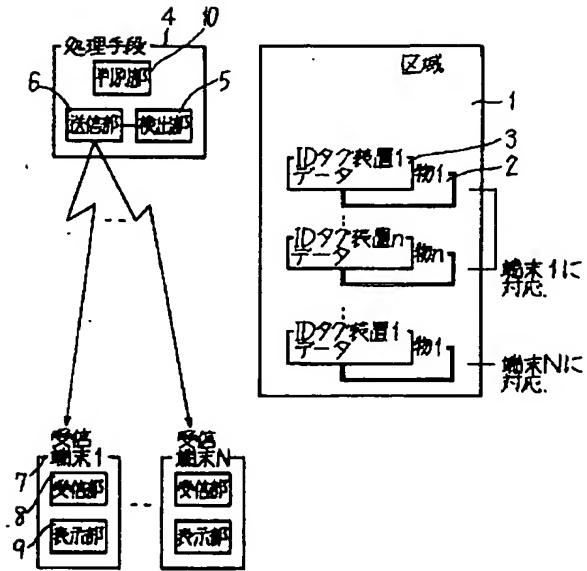 4
10
処理手段
判別部
6
5
送信部
検出部
区域
1
3
IDタグ装置1
データ
物1
2
IDタグ装置n
データ
物n
端末1に
対応.
IDタグ装置1
データ
物1
端末Nに
対応.
受信
端末1
7
受信部
8
表示部
9
受信
端末N
受信部
表示部